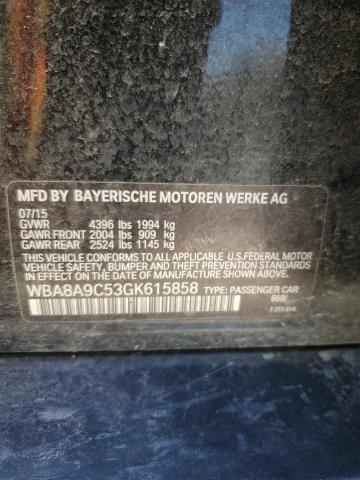 MFD BY BAYERISCHE MOTOREN WERKE AG
07/15
GVWR 4396 lbs 1994 kg
GAWR FRONT 2004 lbs 909 kg
GAWR REAR 2524 lbs 1145 kg
THIS VEHICLE CONFORMS TO ALL APPLICABLE U.S.FEDERAL MOTOR
VEHICLE SAFETY, BUMPER, AND THEFT PREVENTION STANDARDS IN
EFFECT ON THE DATE OF MANUFACTURE SHOWN ABOVE.
WBA8A9C53GK615858 TYPE: PASSENGER CAR
668/